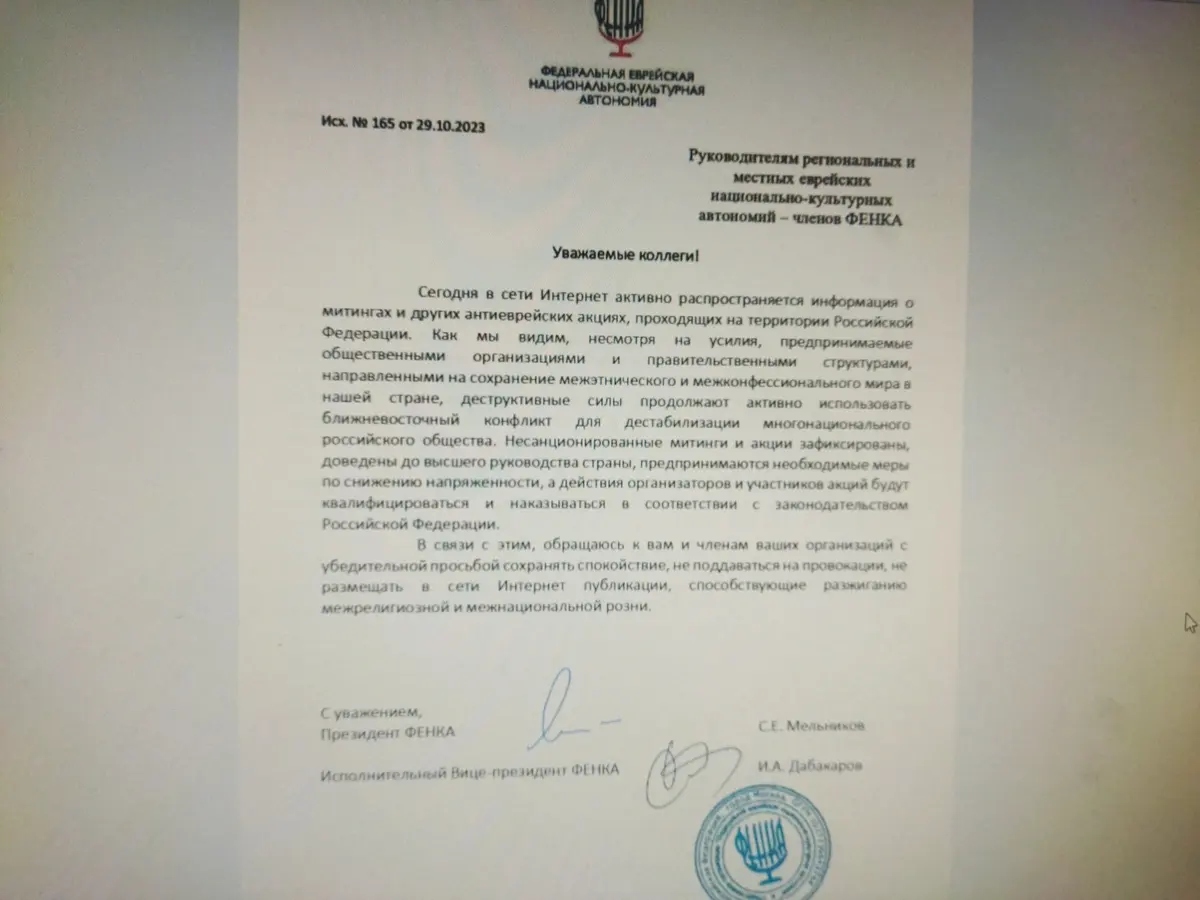 ФЕНКА
ФЕДЕРАЛЬНАЯ ЕВРЕЙСКАЯ
НАЦИОНАЛЬНО-КУЛЬТУРНАЯ
АВТОНОМИЯ
Исх. № 165 от 29.10.2023
Руководителям региональных и
местных еврейских
национально-культурных
автономий – членов ФЕНКА
Уважаемые коллеги!
Сегодня в сети Интернет активно распространяется информация о
митингах и других антиеврейских акциях, проходящих на территории Российской
Федерации. Как мы видим, несмотря на усилия, предпринимаемые
общественными организациями и правительственными структурами,
направленными на сохранение межэтнического и межконфессионального мира в
нашей стране, деструктивные силы продолжают активно использовать
ближневосточный конфликт для дестабилизации многонационального
российского общества. Несанкционированные митинги и акции зафиксированы,
доведены до высшего руководства страны, предпринимаются необходимые меры
по снижению напряженности, а действия организаторов и участников акций будут
квалифицироваться и наказываться в соответствии с законодательством
Российской Федерации.
В связи с этим, обращаюсь к вам и членам ваших организаций с
убедительной просьбой сохранять спокойствие, не поддаваться на провокации, не
размещать в сети Интернет публикации, способствующие разжиганию
межрелигиозной и межнациональной розни.
С уважением,
Президент ФЕНКА
С.Е. Мельников
Исполнительный Вице-президент ФЕНКА
И.А. Дабакаров
ФЕНКА